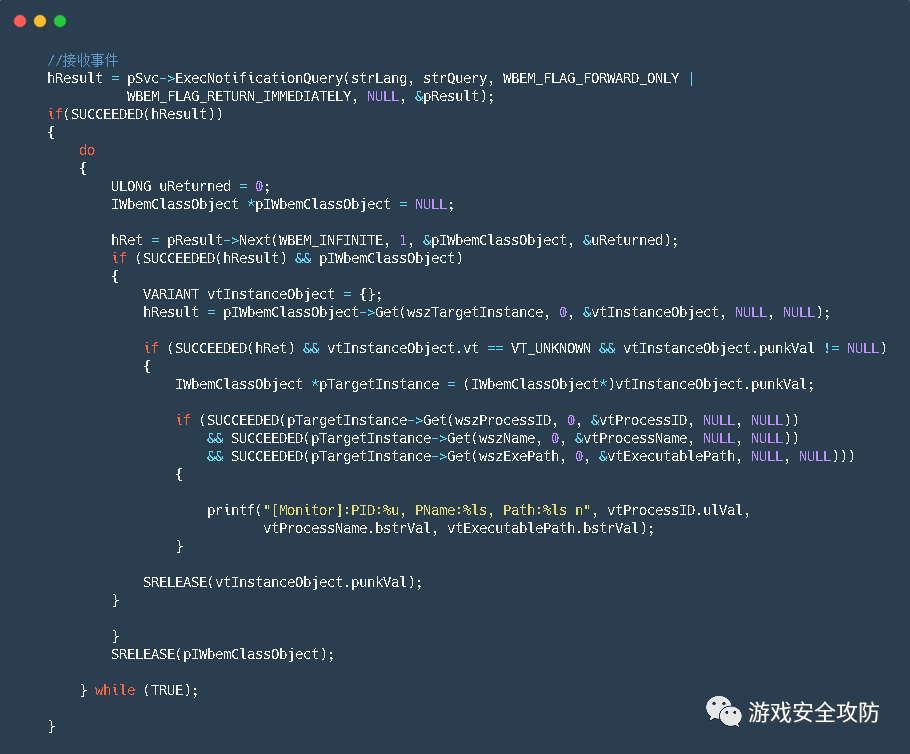 //接收事件
hResult = pSvc->ExecNotificationQuery(strLang, strQuery, WBEM_FLAG_FORWARD_ONLY |
WBEM_FLAG_RETURN_IMMEDIATELY, NULL, &pResult);
if(SUCCEEDED(hResult))
{
do
{
ULONG uReturned = 0;
IWbemClassObject *pIWbemClassObject = NULL;
hRet = pResult->Next(WBEM_INFINITE, 1, &pIWbemClassObject, &uReturned);
if (SUCCEEDED(hResult) && pIWbemClassObject)
{
VARIANT vtInstanceObject = {};
hResult = pIWbemClassObject->Get(wszTargetInstance, 0, &vtInstanceObject, NULL, NULL);
if (SUCCEEDED(hRet) && vtInstanceObject.vt == VT_UNKNOWN && vtInstanceObject.punkVal != NULL)
{
IWbemClassObject *pTargetInstance = (IWbemClassObject*)vtInstanceObject.punkVal;
if (SUCCEEDED(pTargetInstance->Get(wszProcessID, 0, &vtProcessID, NULL, NULL))
&& SUCCEEDED(pTargetInstance->Get(wszName, 0, &vtProcessName, NULL, NULL))
&& SUCCEEDED(pTargetInstance->Get(wszExePath, 0, &vtExecutablePath, NULL, NULL)))
{
printf("[Monitor]:PID:%u, PName:%ls, Path:%ls n", vtProcessID.ulVal,
vtProcessName.bstrVal, vtExecutablePath.bstrVal);
}
SRELEASE(vtInstanceObject.punkVal);
}
}
SRELEASE(pIWbemClassObject);
} while (TRUE);
}
游戏安全攻防